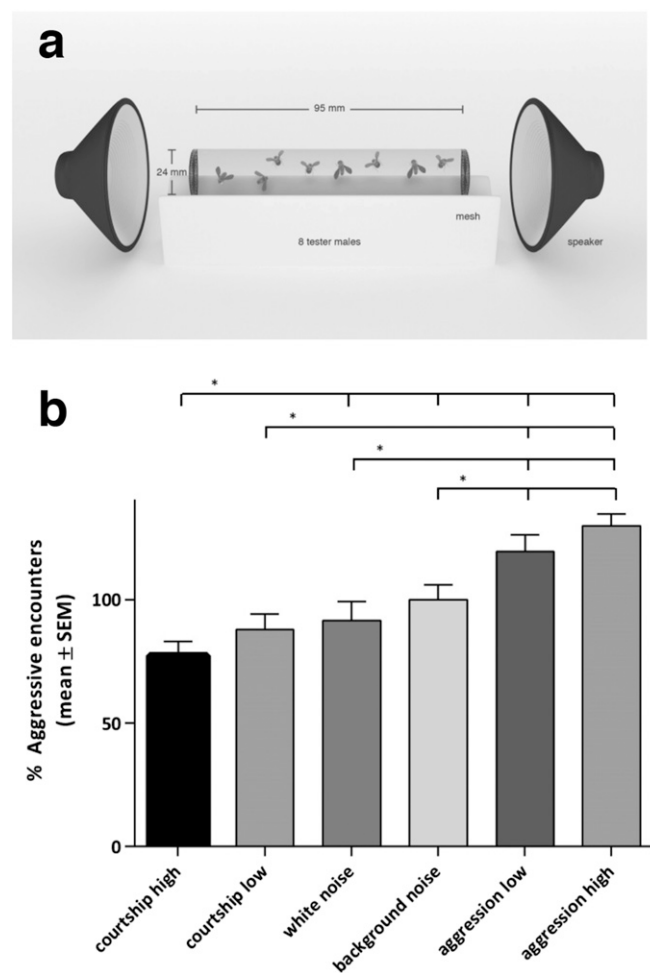 a
95 mm
24 mm
mesh
8 tester males
speaker
b
*
*
*
*
% Aggressive encounters
(mean ± SEM)
100
50
0
courtship high
courtship low
white noise
background noise
aggression low
aggression high